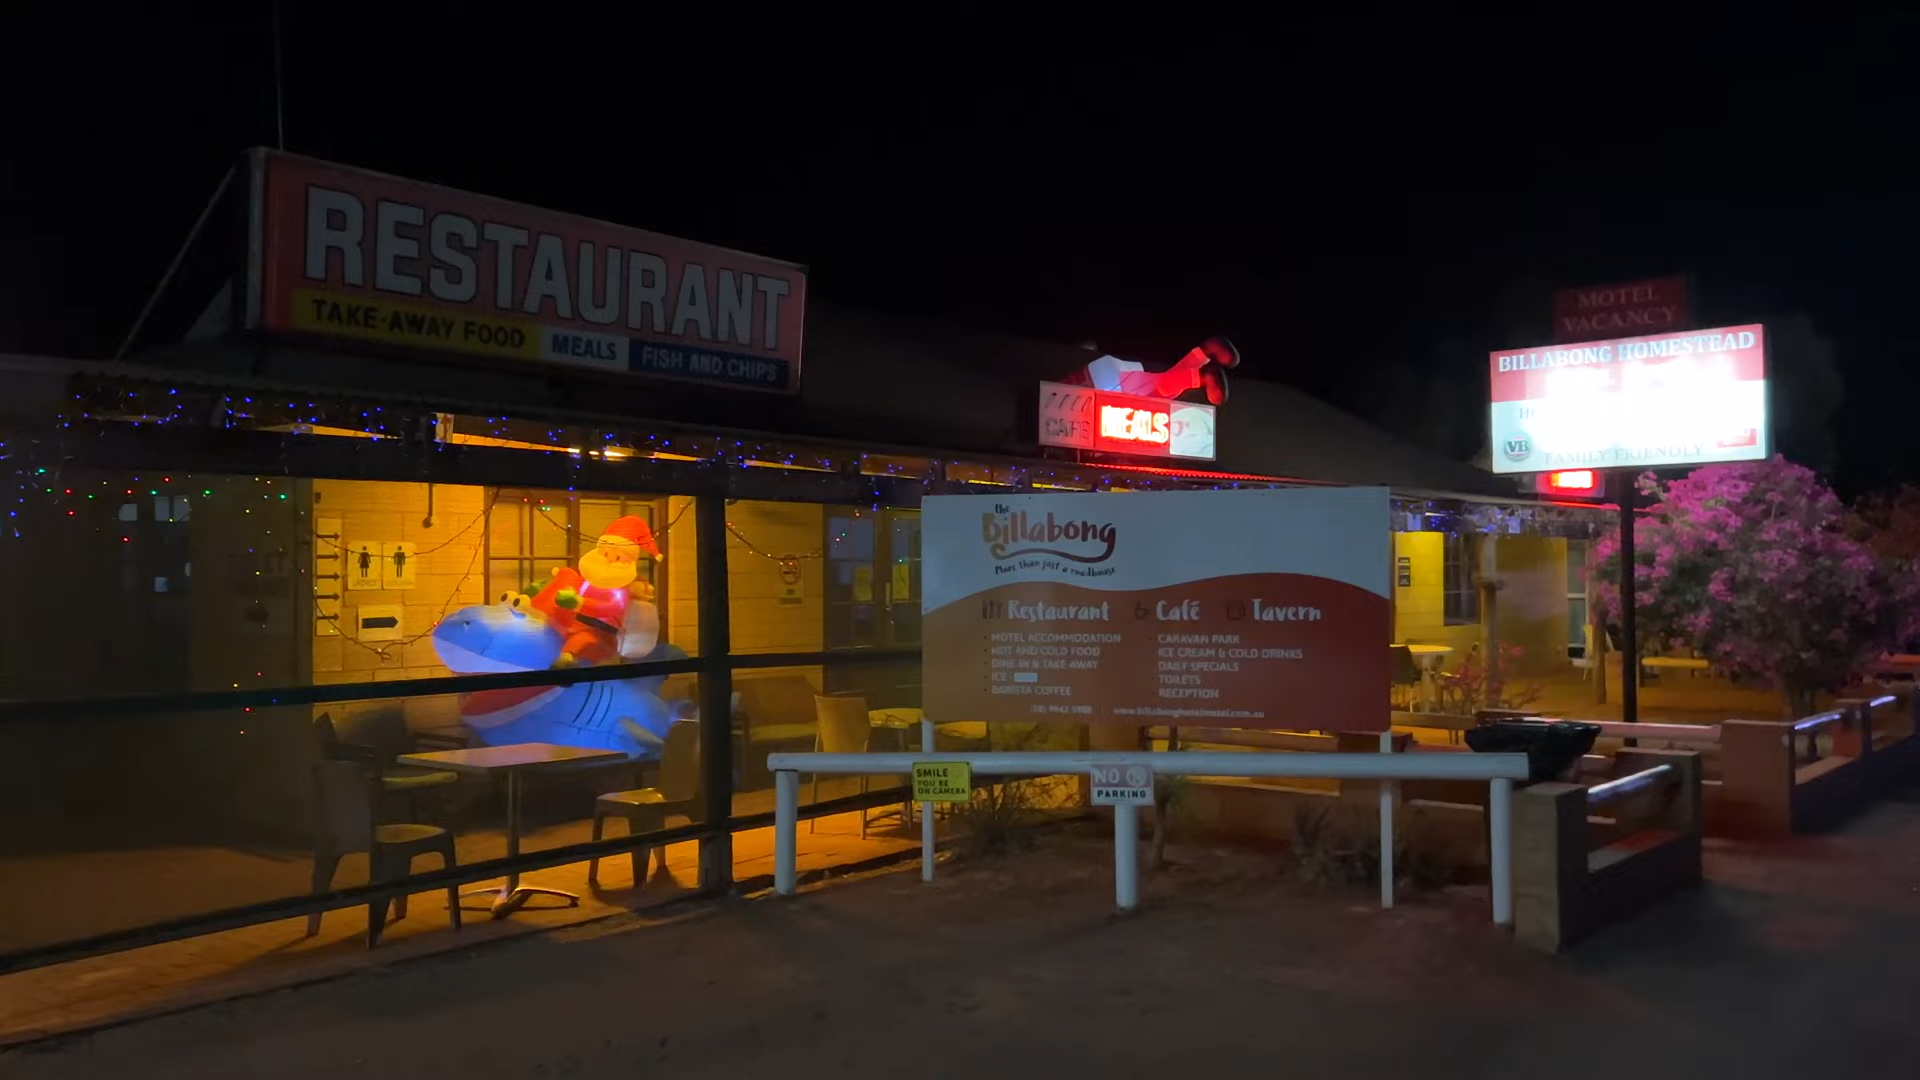 RESTAURANT
TAKE-AWAY FOOD
MEALS
FISH AND CHIPS
CAFE
MEALS
MOTEL
VACANCY
BILLABONG HOMESTEAD
VB
FAMILY FRIENDLY
the
Billabong
More than just a roadhouse
Restaurant Café Tavern
MOTEL ACCOMMODATION
HOT AND COLD FOOD
DINE-IN & TAKE-AWAY
ICE
BARISTA COFFEE
CARAVAN PARK
ICE CREAM & COLD DRINKS
DAILY SPECIALS
TOILETS
RECEPTION
www.billabonghotelmotel.com.au
SMILE
YOU'RE
ON CAMERA
NO
PARKING